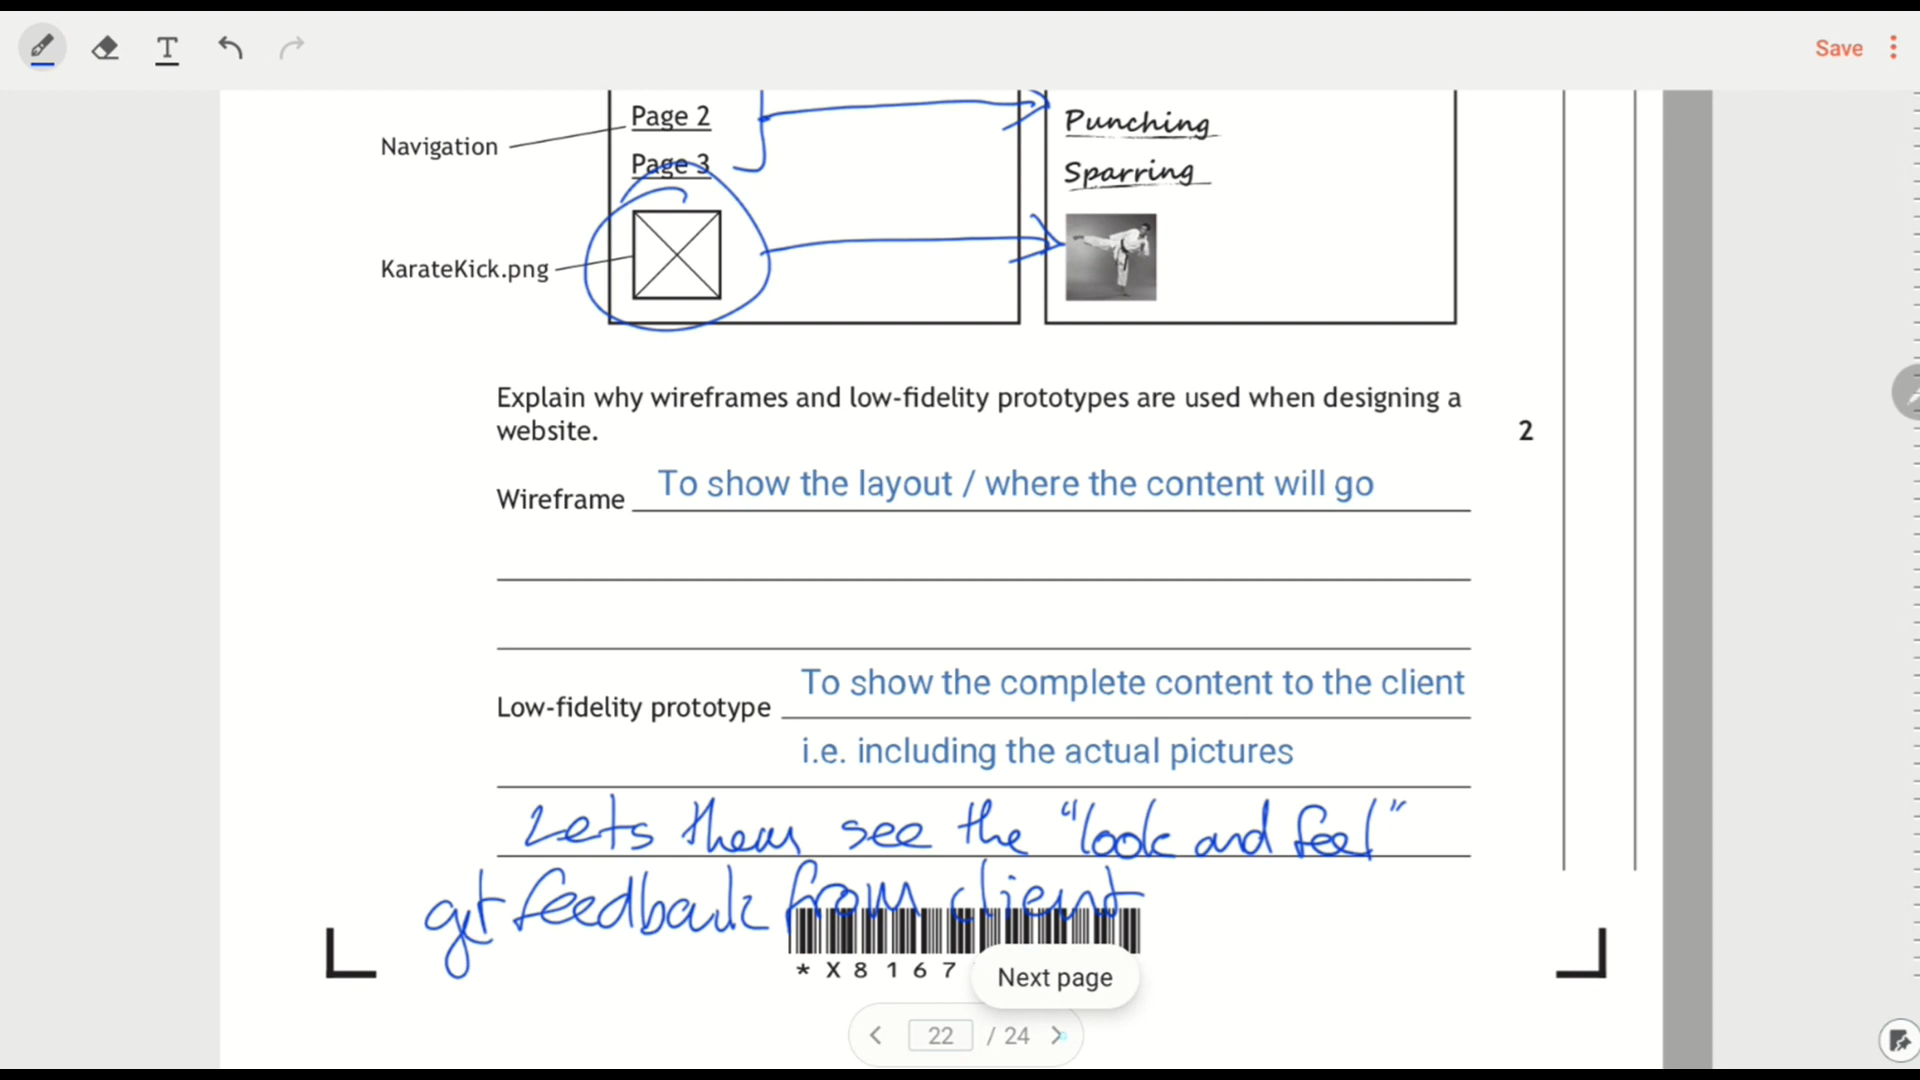 Save
Page 2
Punching
Navigation
Page 3
Sparring
KarateKick.png
Explain why wireframes and low-fidelity prototypes are used when designing a
website.
2
To show the layout / where the content will go
Wireframe
To show the complete content to the client
Low-fidelity prototype
i.e. including the actual pictures
Lets them see the "look and feel"
get feedback from client
* X 8 1 6 7
Next page
22 / 24